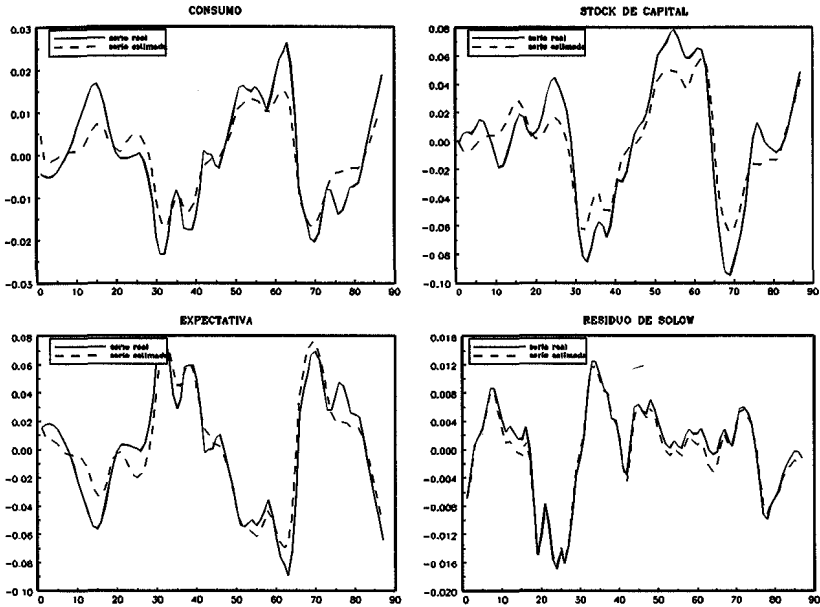 CONSUMO
serie real
serie estimada
0.03
0.02
0.01
0.00
-0.01
-0.02
-0.03
0 10 20 30 40 50 60 70 80 90
STOCK DE CAPITAL
serie real
serie estimada
0.08
0.06
0.04
0.02
0.00
-0.02
-0.04
-0.06
-0.08
-0.10
0 10 20 30 40 50 60 70 80 90
EXPECTATIVA
serie real
serie estimada
0.08
0.06
0.04
0.02
0.00
-0.02
-0.04
-0.06
-0.08
-0.10
0 10 20 30 40 50 60 70 80 90
RESIDUO DE SOLOW
serie real
serie estimada
0.016
0.012
0.008
0.004
0.000
-0.004
-0.008
-0.012
-0.016
-0.020
0 10 20 30 40 50 60 70 80 90